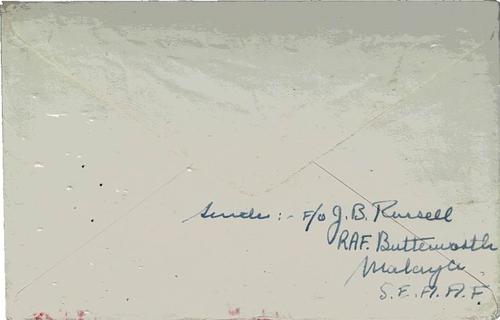 Sender:- F/O J.B. Russell
RAF. Butterworth
Malaya.
S.E.A.A.F